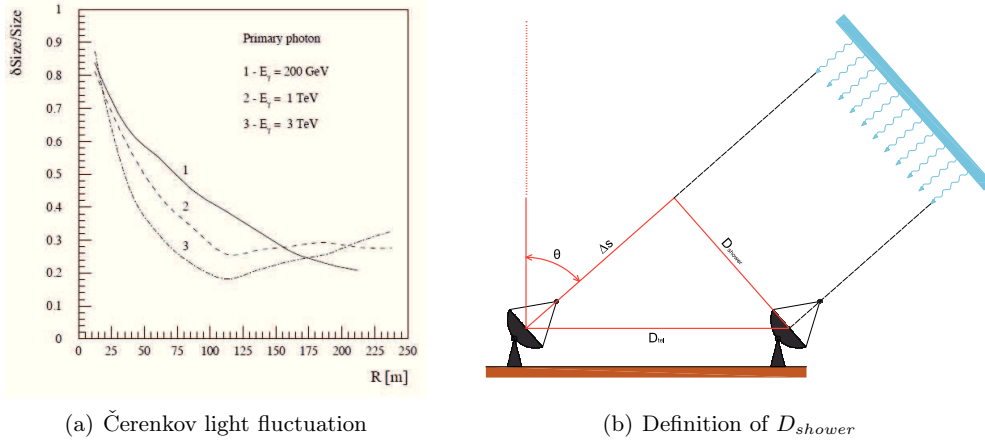 δSize/Size
1
0.9
0.8
0.7
0.6
0.5
0.4
0.3
0.2
0.1
0
Primary photon
1 - Eγ = 200 GeV
2 - Eγ = 1 TeV
3 - Eγ = 3 TeV
1
2
3
0 25 50 75 100 125 150 175 200 225 250
R [m]
(a) Čerenkov light fluctuation
θ
Δs
Dshower
Dtel
(b) Definition of Dshower